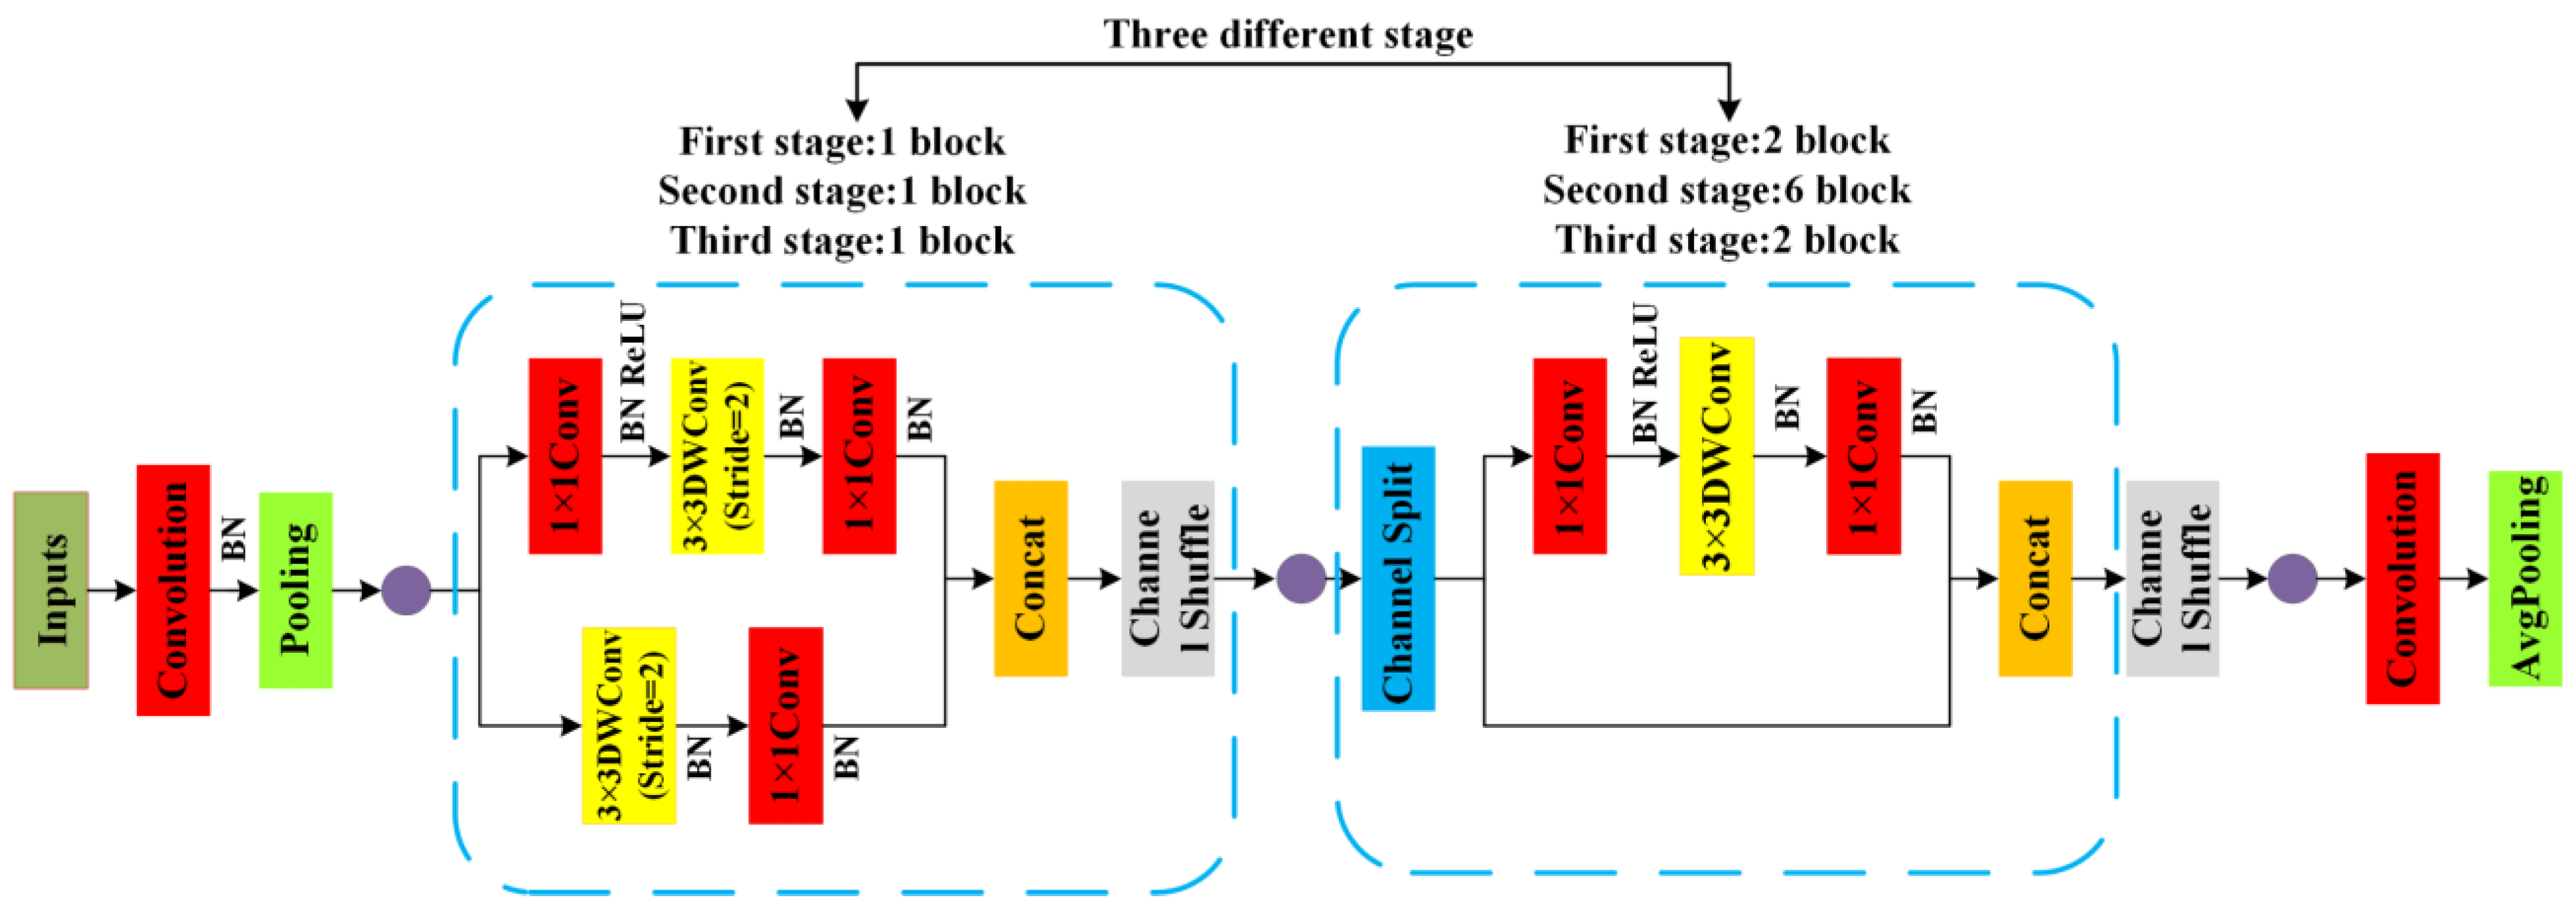 Three different stage
First stage:1 block
Second stage:1 block
Third stage:1 block
First stage:2 block
Second stage:6 block
Third stage:2 block
Inputs
Convolution
BN
Pooling
1×1Conv
BN ReLU
3×3DWConv
(Stride=2)
BN
1×1Conv
BN
3×3DWConv
(Stride=2)
BN
1×1Conv
BN
Concat
Channe
l Shuffle
Channel Split
1×1Conv
BN ReLU
3×3DWConv
BN
1×1Conv
BN
Concat
Channe
l Shuffle
Convolution
AvgPooling